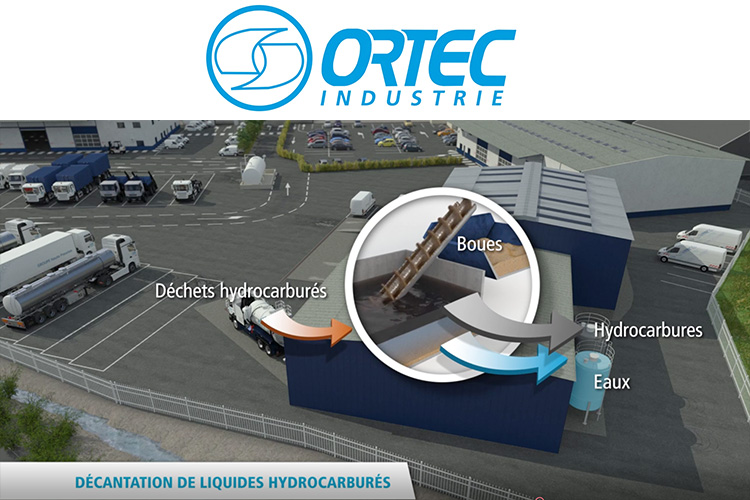 ORTEC
INDUSTRIE
Boues
Déchets hydrocarburés
Hydrocarbures
Eaux
DÉCANTATION DE LIQUIDES HYDROCARBURÉS